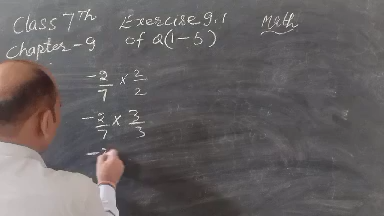 Class 7Th Exercise 9.1 Math
Chapter-9 of Q(1-5)
-2/7 × 2/2
-2/7 × 3/3
-2